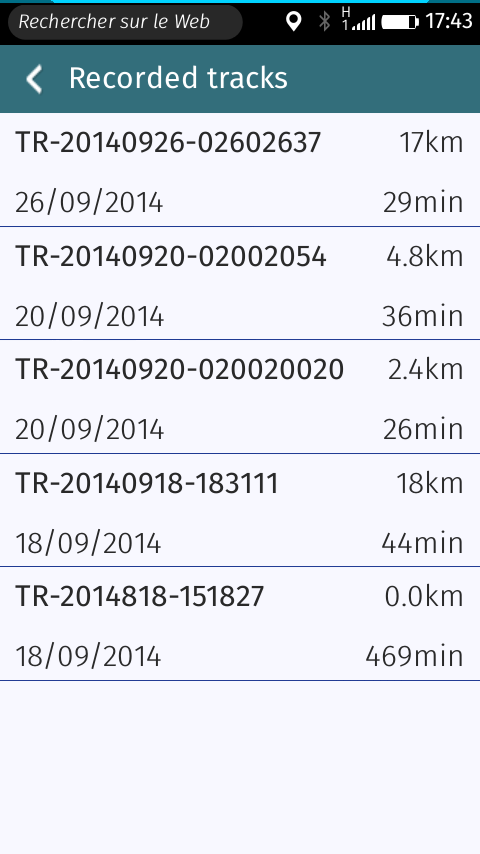 Rechercher sur le Web H 1 17:43
Recorded tracks
TR-20140926-02602637 17km
26/09/2014 29min
TR-20140920-02002054 4.8km
20/09/2014 36min
TR-20140920-020020020 2.4km
20/09/2014 26min
TR-20140918-183111 18km
18/09/2014 44min
TR-2014818-151827 0.0km
18/09/2014 469min